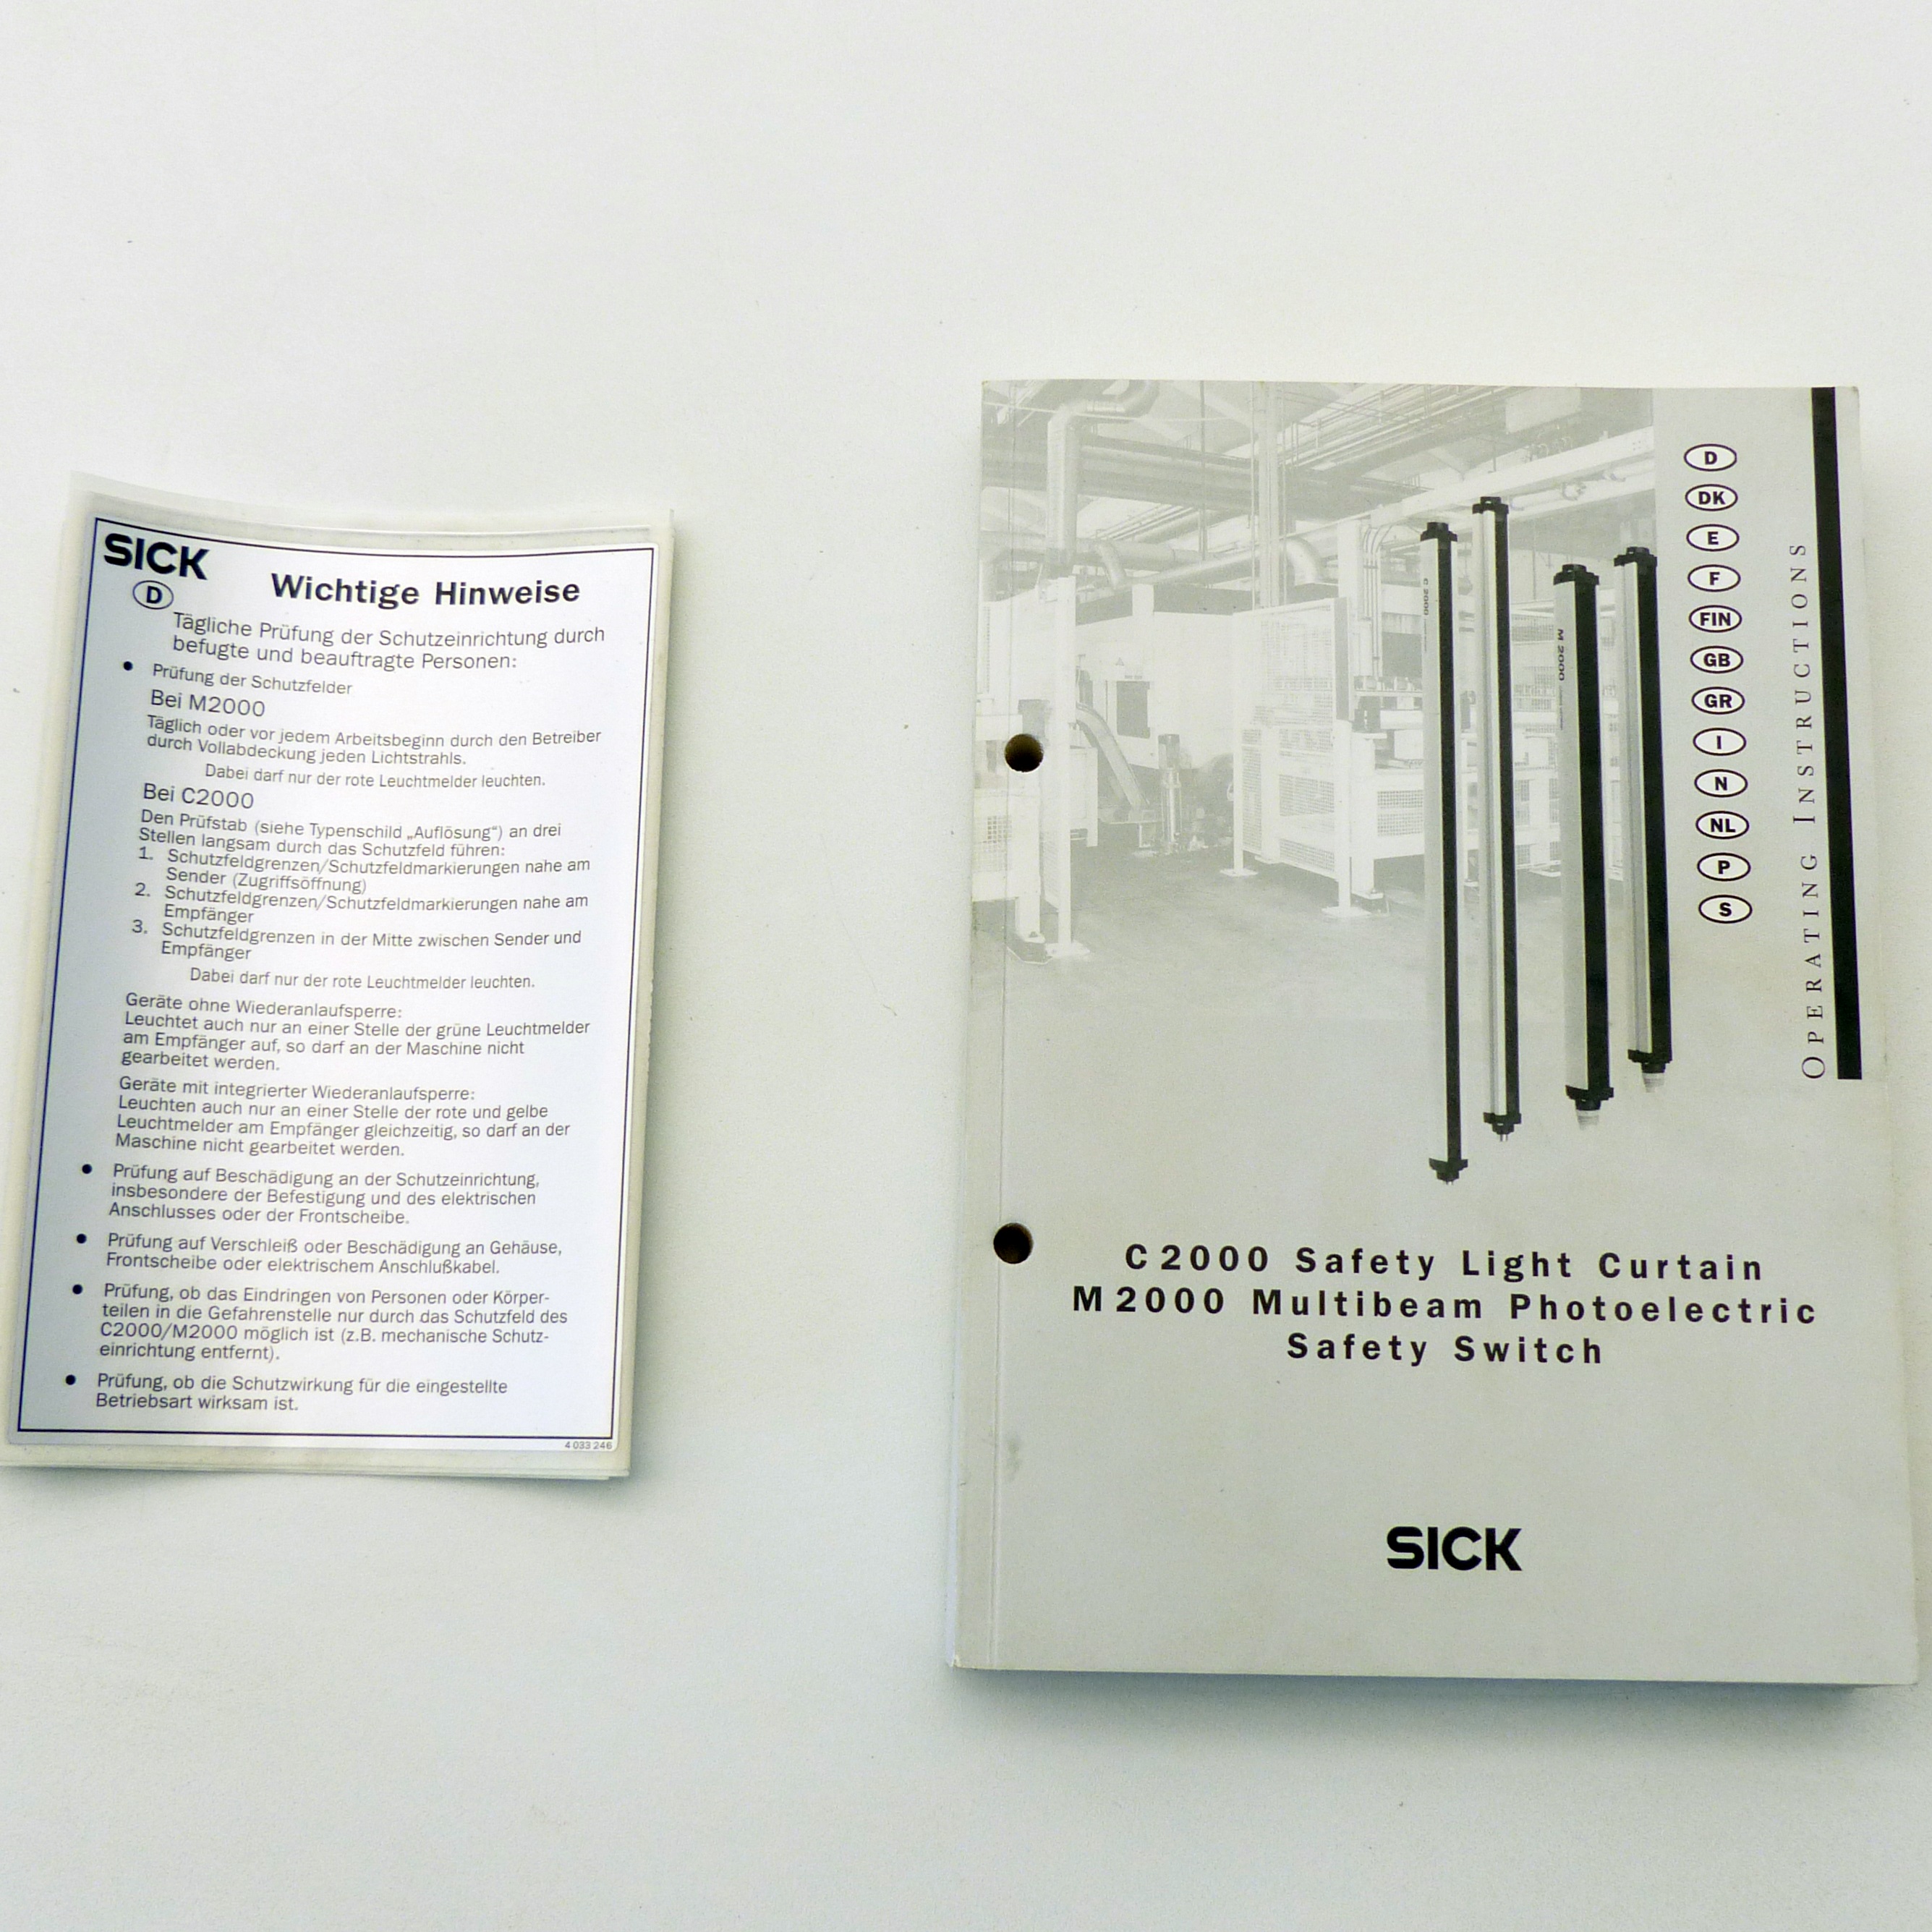 SICK
D
Wichtige Hinweise
Tägliche Prüfung der Schutzeinrichtung durch
befugte und beauftragte Personen:
● Prüfung der Schutzfelder
Bei M2000
Täglich oder vor jedem Arbeitsbeginn durch den Betreiber
durch Vollabdeckung jeden Lichtstrahls.
Dabei darf nur der rote Leuchtmelder leuchten.
Bei C2000
Den Prüfstab (siehe Typenschild „Auflösung“) an drei
Stellen langsam durch das Schutzfeld führen:
1. Schutzfeldgrenzen/Schutzfeldmarkierungen nahe am
Sender (Zugriffsöffnung)
2. Schutzfeldgrenzen/Schutzfeldmarkierungen nahe am
Empfänger
3. Schutzfeldgrenzen in der Mitte zwischen Sender und
Empfänger
Dabei darf nur der rote Leuchtmelder leuchten.
Geräte ohne Wiederanlaufsperre:
Leuchtet auch nur an einer Stelle der grüne Leuchtmelder
am Empfänger auf, so darf an der Maschine nicht
gearbeitet werden.
Geräte mit integrierter Wiederanlaufsperre:
Leuchten auch nur an einer Stelle der rote und gelbe
Leuchtmelder am Empfänger gleichzeitig, so darf an der
Maschine nicht gearbeitet werden.
● Prüfung auf Beschädigung an der Schutzeinrichtung,
insbesondere der Befestigung und des elektrischen
Anschlusses oder der Frontscheibe.
● Prüfung auf Verschleiß oder Beschädigung an Gehäuse,
Frontscheibe oder elektrischem Anschlußkabel.
● Prüfung, ob das Eindringen von Personen oder Körper-
teilen in die Gefahrenstelle nur durch das Schutzfeld des
C2000/M2000 möglich ist (z.B. mechanische Schutz-
einrichtung entfernt).
● Prüfung, ob die Schutzwirkung für die eingestellte
Betriebsart wirksam ist.
4 033 246
D
DK
E
F
FIN
GB
GR
I
N
NL
P
S
OPERATING INSTRUCTIONS
C 2000
M 2000
C 2000 Safety Light Curtain
M 2000 Multibeam Photoelectric
Safety Switch
SICK